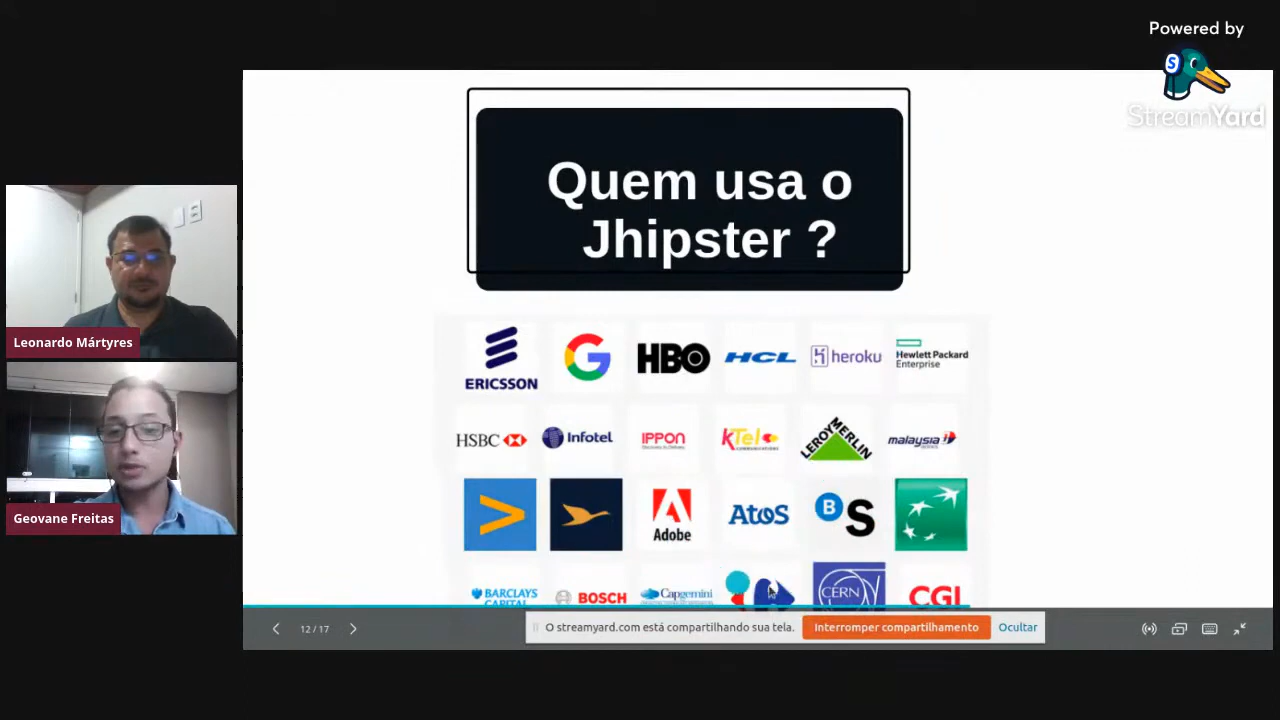 Powered by
StreamYard
Quem usa o
Jhipster ?
ERICSSON
G
HBO
HCL
heroku
Hewlett Packard
Enterprise
HSBC
Infotel
IPPON
KTel
LEROY MERLIN
malaysia
>
Adobe
Atos
B
S
BARCLAYS
CAPITAL
BOSCH
Capgemini
CERN
CGI
Leonardo Mártyres
Geovane Freitas
12 / 17
O streamyard.com está compartilhando sua tela.
Interromper compartilhamento
Ocultar